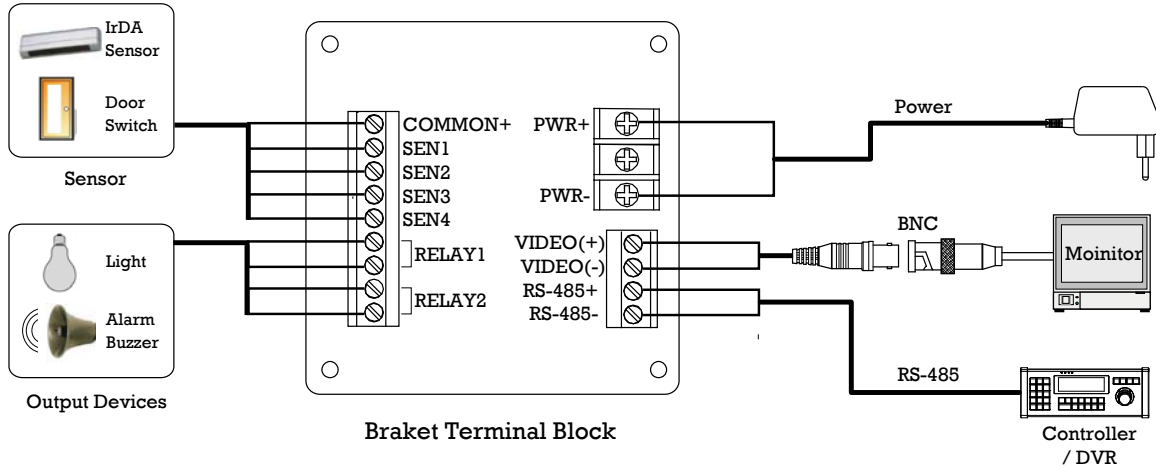 IrDA
Sensor
Door
Switch
Sensor
Light
Alarm
Buzzer
Output Devices
COMMON+
SEN1
SEN2
SEN3
SEN4
RELAY1
RELAY2
PWR+
PWR-
VIDEO(+)
VIDEO(-)
RS-485+
RS-485-
Braket Terminal Block
Power
BNC
Moinitor
RS-485
Controller
/ DVR